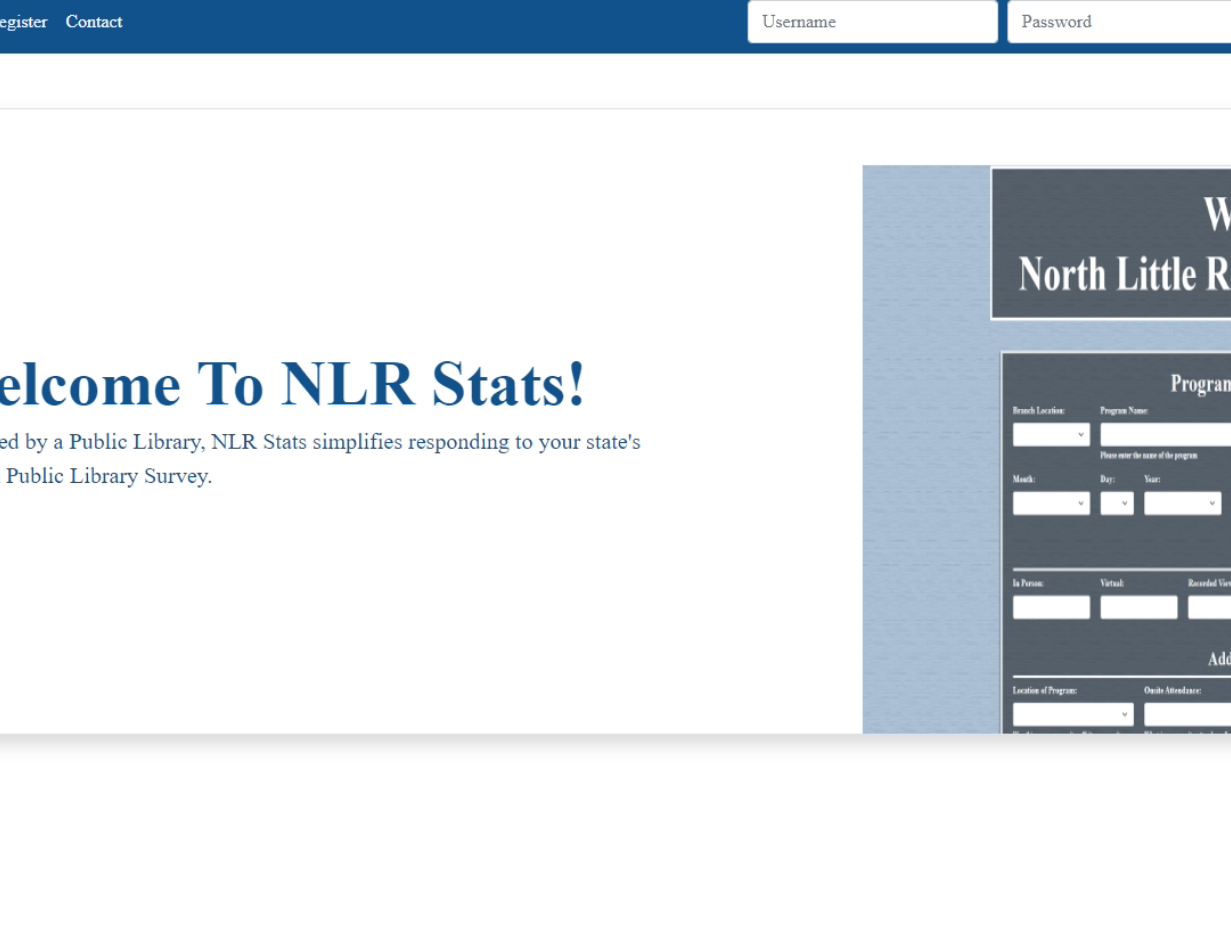 egister Contact Username Password
W
North Little R
elcome To NLR Stats!
ed by a Public Library, NLR Stats simplifies responding to your state's
Public Library Survey.
Program
Branch Location: Program Name:
Please enter the name of the program
Month: Day: Year:
In Person: Virtual: Recorded View
Add
Location of Program: Onsite Attendance: